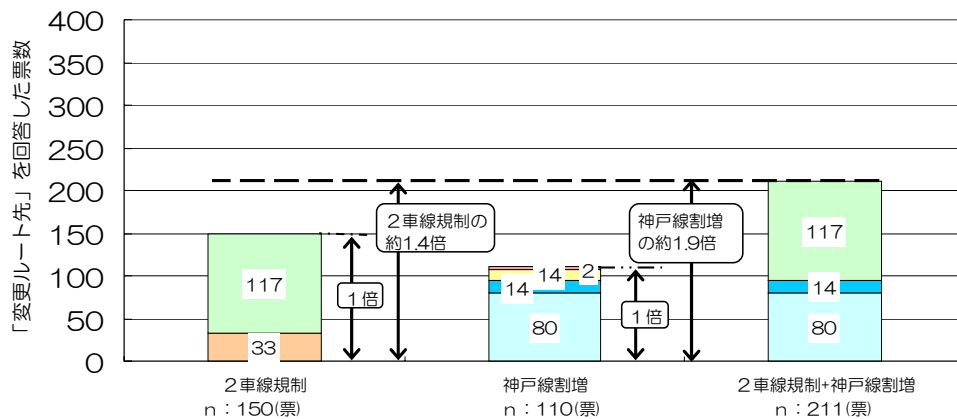 「変更ルート先」を回答した票数
400
350
300
250
200
150
100
50
0
2車線規制の
約1.4倍
神戸線割増
の約1.9倍
117
33
1倍
2
14
14
80
1倍
117
14
80
2車線規制
n：150(票)
神戸線割増
n：110(票)
2車線規制+神戸線割増
n：211(票)